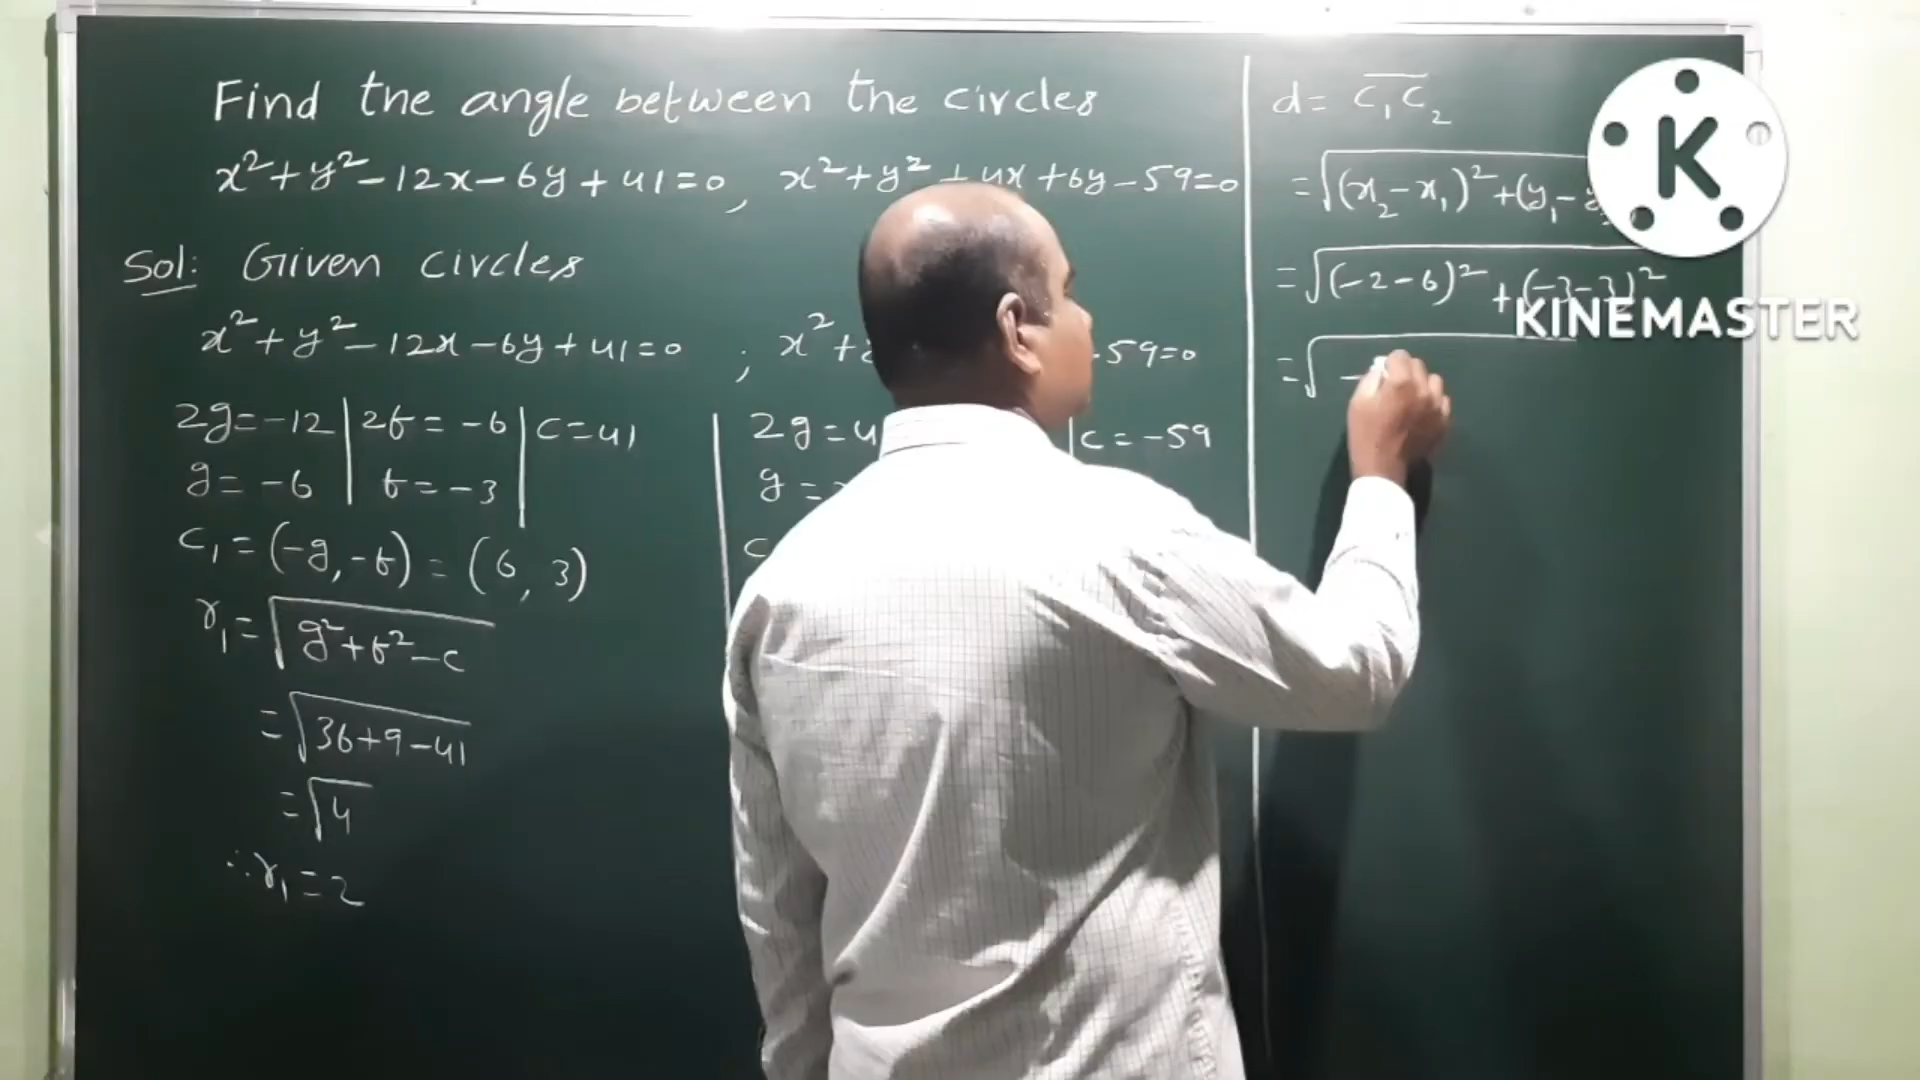 Find the angle between the circles
x²+y²-12x-6y+41=0, x²+y²+4x+6y-59=0
Sol: Given circles
x²+y²-12x-6y+41=0 ; x²+ -59=0
2g=-12 | 2f=-6 | c=41
g=-6 | f=-3
C₁=(-g,-f)=(6, 3)
r₁=√g²+f²-c
=√36+9-41
=√4
∴r₁=2
2g=4 | c=-59
g=
C
d= C₁C₂
=√(x₂-x₁)²+(y₁-
=√(-2-6)²+(-3-3)²
=√-
K
KINEMASTER